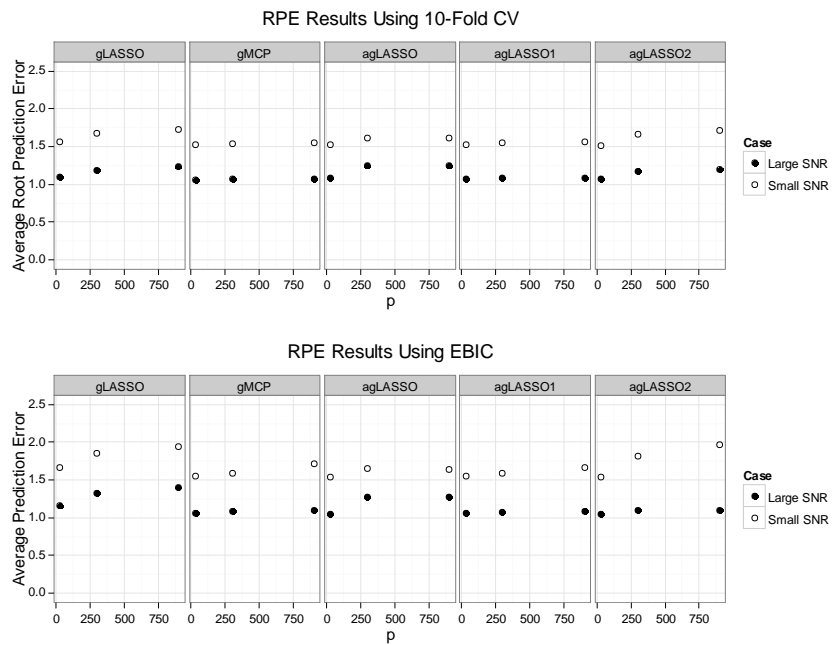 RPE Results Using 10-Fold CV
gLASSO gMCP agLASSO agLASSO1 agLASSO2
Average Root Prediction Error
2.5
2.0
1.5
1.0
0.5
0.0
0 250 500 750 0 250 500 750 0 250 500 750 0 250 500 750 0 250 500 750
p
Case
Large SNR
Small SNR
RPE Results Using EBIC
gLASSO gMCP agLASSO agLASSO1 agLASSO2
Average Prediction Error
2.5
2.0
1.5
1.0
0.5
0.0
0 250 500 750 0 250 500 750 0 250 500 750 0 250 500 750 0 250 500 750
p
Case
Large SNR
Small SNR